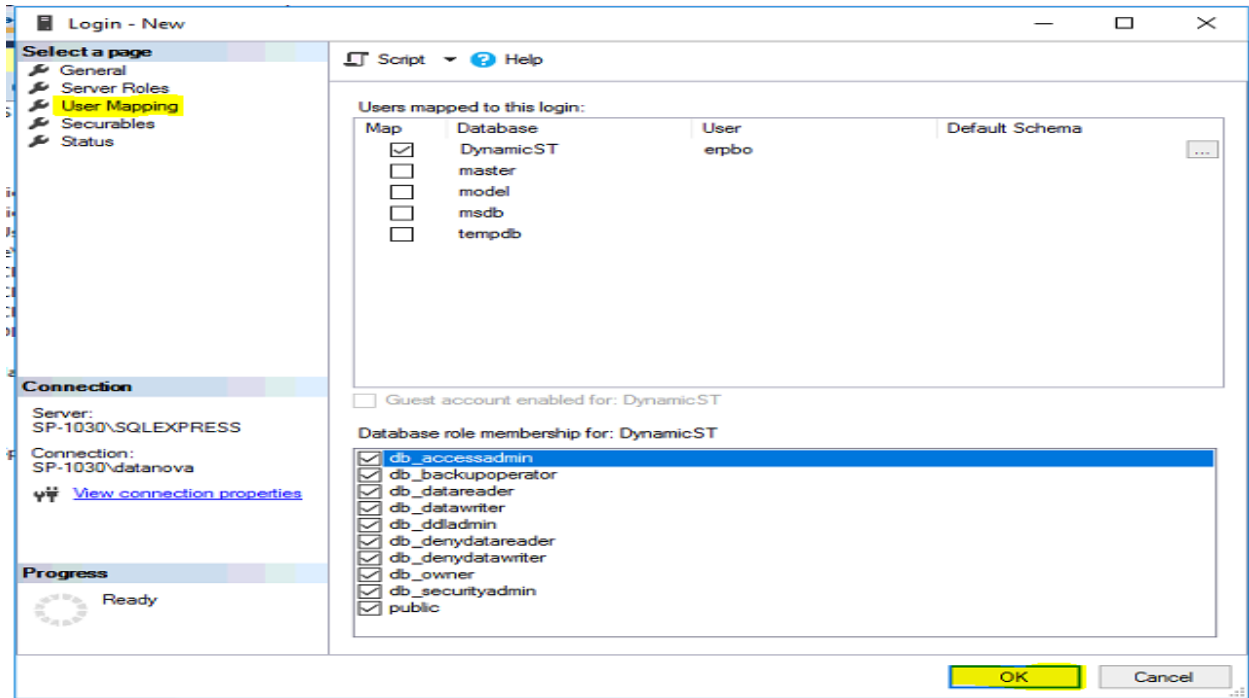 Login - New
Select a page
General
Server Roles
User Mapping
Securables
Status
Script Help
Users mapped to this login:
Map Database User Default Schema
DynamicST erpbo ...
master
model
msdb
tempdb
Guest account enabled for: DynamicST
Database role membership for: DynamicST
db_accessadmin
db_backupoperator
db_datareader
db_datawriter
db_ddladmin
db_denydatareader
db_denydatawriter
db_owner
db_securityadmin
public
Connection
Server:
SP-1030\SQLEXPRESS
Connection:
SP-1030\datanova
View connection properties
Progress
Ready
OK Cancel